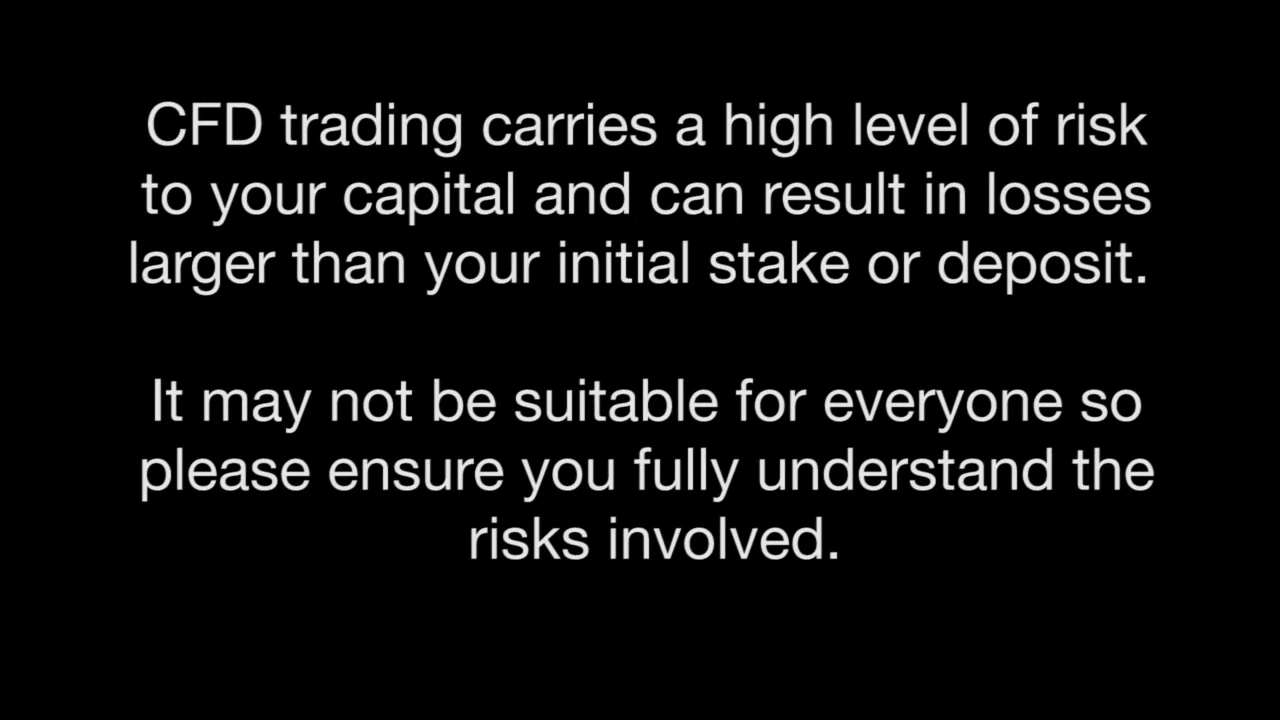 CFD trading carries a high level of risk
to your capital and can result in losses
larger than your initial stake or deposit.
It may not be suitable for everyone so
please ensure you fully understand the
risks involved.